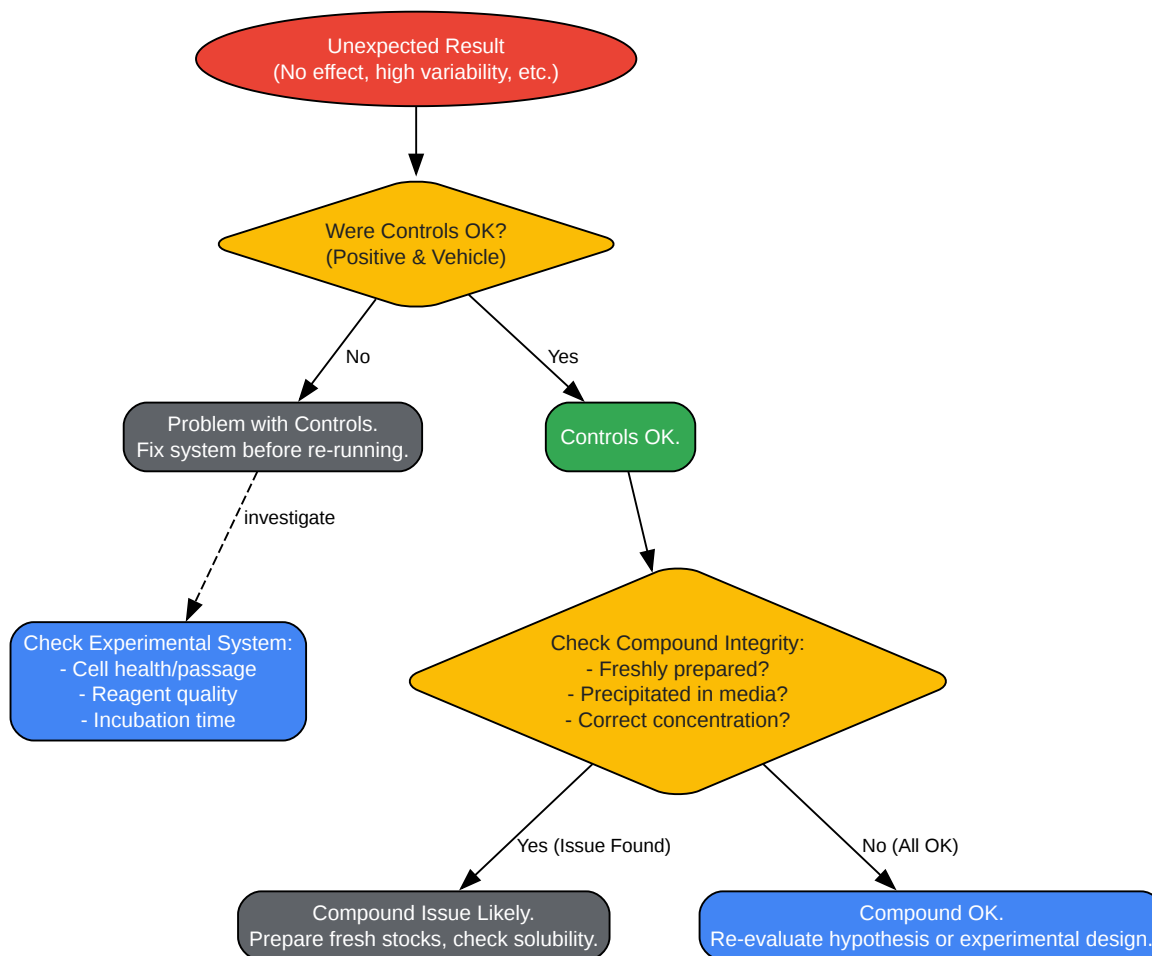 Unexpected Result
(No effect, high variability, etc.)
Were Controls OK?
(Positive & Vehicle)
No
Yes
Problem with Controls.
Fix system before re-running.
Controls OK.
investigate
Check Experimental System:
- Cell health/passage
- Reagent quality
- Incubation time
Check Compound Integrity:
- Freshly prepared?
- Precipitated in media?
- Correct concentration?
Yes (Issue Found)
No (All OK)
Compound Issue Likely.
Prepare fresh stocks, check solubility.
Compound OK.
Re-evaluate hypothesis or experimental design.